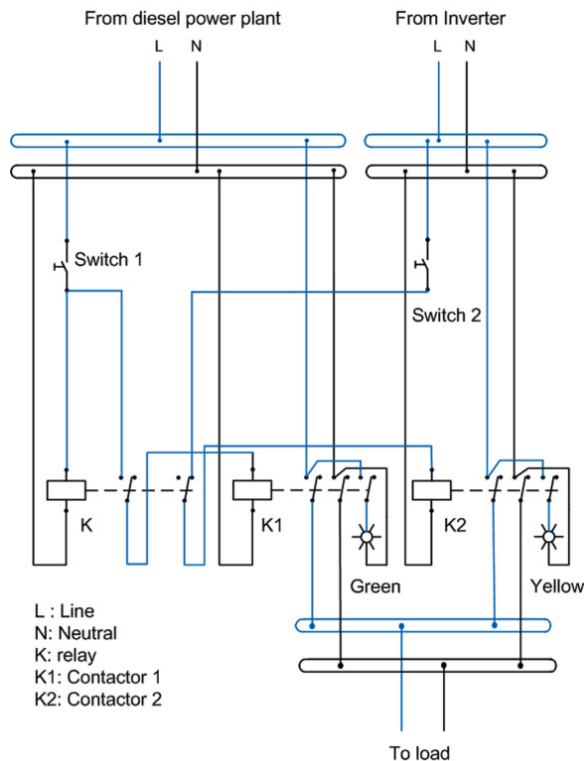 From diesel power plant
From Inverter
L N
L N
Switch 1
Switch 2
K
K1
K2
Green
Yellow
L : Line
N: Neutral
K: relay
K1: Contactor 1
K2: Contactor 2
To load